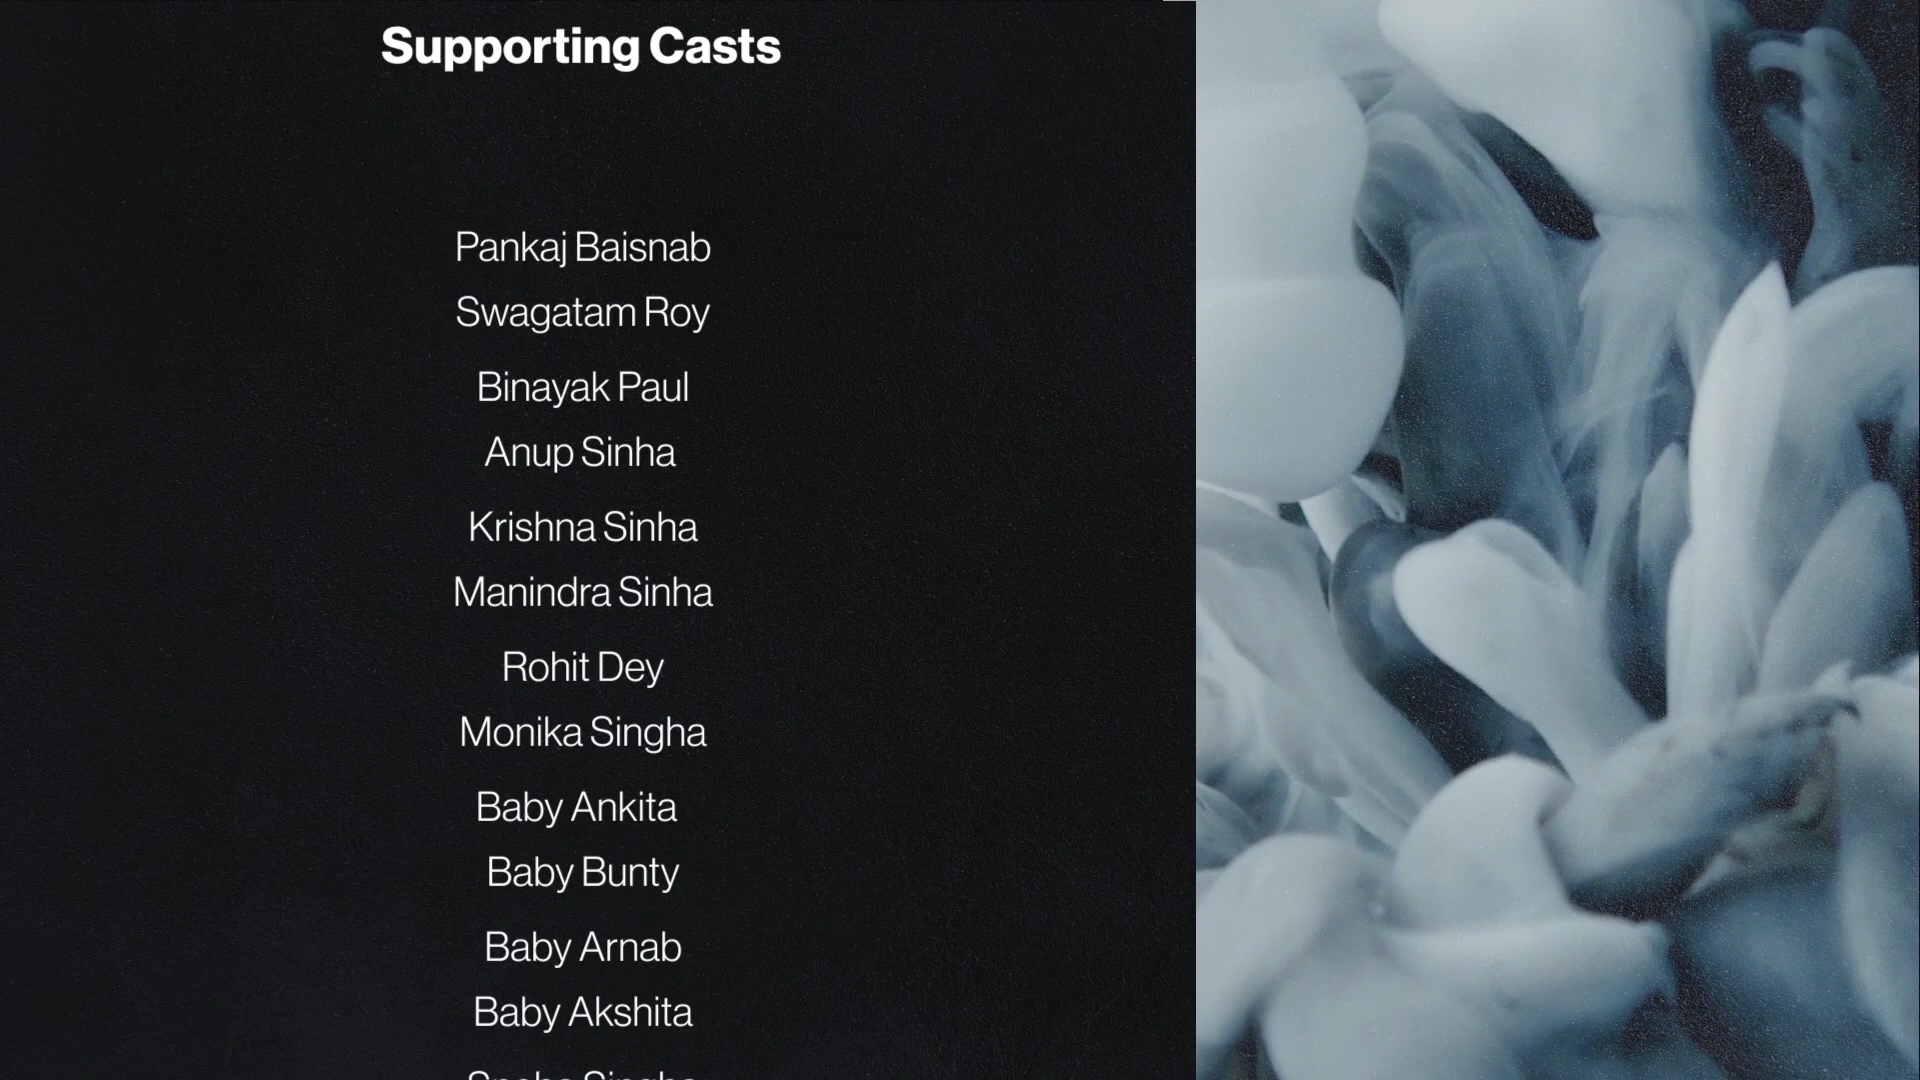 Supporting Casts
Pankaj Baisnab
Swagatam Roy
Binayak Paul
Anup Sinha
Krishna Sinha
Manindra Sinha
Rohit Dey
Monika Singha
Baby Ankita
Baby Bunty
Baby Arnab
Baby Akshita